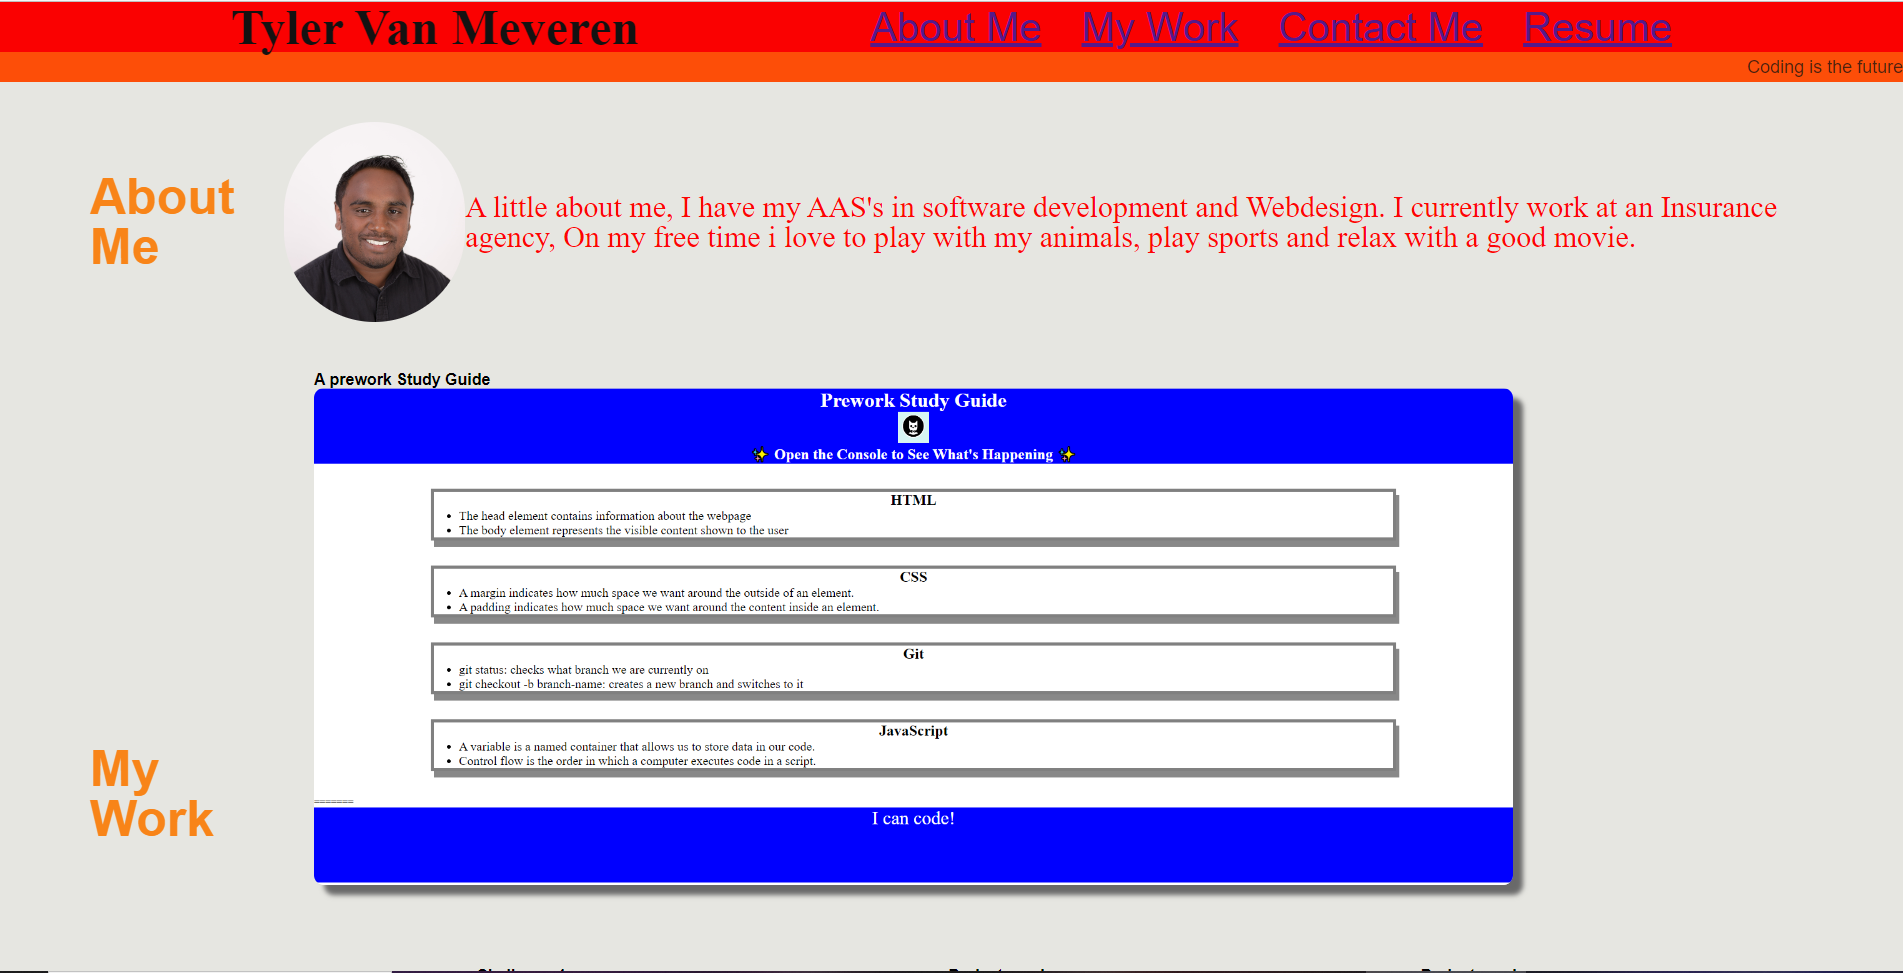 Tyler Van Meveren
About Me My Work Contact Me Resume
Coding is the future
About
Me
A little about me, I have my AAS's in software development and Webdesign. I currently work at an Insurance
agency, On my free time i love to play with my animals, play sports and relax with a good movie.
My
Work
A prework Study Guide
Prework Study Guide
✨ Open the Console to See What's Happening ✨
HTML
• The head element contains information about the webpage
• The body element represents the visible content shown to the user
CSS
• A margin indicates how much space we want around the outside of an element.
• A padding indicates how much space we want around the content inside an element.
Git
• git status: checks what branch we are currently on
• git checkout -b branch-name: creates a new branch and switches to it
JavaScript
• A variable is a named container that allows us to store data in our code.
• Control flow is the order in which a computer executes code in a script.
=======
I can code!